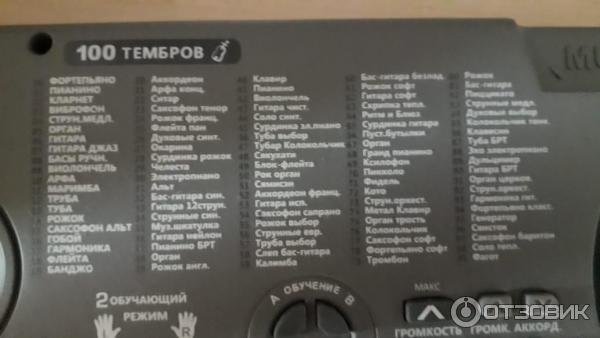 100 ТЕМБРОВ
ФОРТЕПЬЯНО
ПИАНИНО
КЛАРНЕТ
ВИБРОФОН
СТРУН.МЕДЛ.
ОРГАН
ГИТАРА
ГИТАРА ДЖАЗ
БАСЫ РУЧН.
ВИОЛОНЧЕЛЬ
АРФА
МАРИМБА
ТРУБА
ТУБА
РОЖОК
САКСОФОН АЛЬТ
ГОБОЙ
ГАРМОНИКА
ФЛЕЙТА
БАНДЖО
Аккордеон
Арфа конц.
Ситар
Саксофон тенор
Рожок франц.
Флейта пан
Духовые синт.
Окарина
Сурдинка рожок
Челеста
Электропиано
Альт
Бас-гитара син.
Гитара 12струн.
Струнные син.
Муз.шкатулка
Гитара нейлон
Пианино БРТ
Орган
Рожок англ.
Клавир
Пианино
Виолончель
Гитара чист.
Соло синт.
Сурдинка эл.пиано
Туба выбор
Тубар Колокольчик
Сякухати
Блок-флейта
Рок орган
Сямисэн
Аккордеон франц.
Гитара исп.
Саксофон сапрано
Рожок выбор
Струнные евр.
Труба выбор
Слеп бас-гитара
Калимба
Бас-гитара безлад.
Рожок софт
Гитара софт
Скрипка тепл.
Ритм и Блюз
Сурдинка гитара
Пуст.бутылки
Орган
Гранд пианино
Ксилофон
Пикколо
Фидель
Кото
Струн.оркест.
Метал Клавир
Орган трость
Колокольчик
Саксофон софт
Фортепьяно софт
Тромбон
Рожок
Бас-гитара
Пиццикато
Струнные медл.
Духовые выбор
Колокольчик тонк.
Клависин
Туба БРТ
Эхо электропиано
Дульцимер
Гитара БРТ
Орган церков.
Струн.оркест.
Гармоника гит.
Фортепьяно класс.
Генератор
Свисток
Саксофон баритон
Соло тепл.
Фагот
2 ОБУЧАЮЩИЙ
РЕЖИМ
R
A ОБУЧЕНИЕ B
МАКС
ГРОМКОСТЬ ГРОМК. АККОРД.
ОТЗОВИК